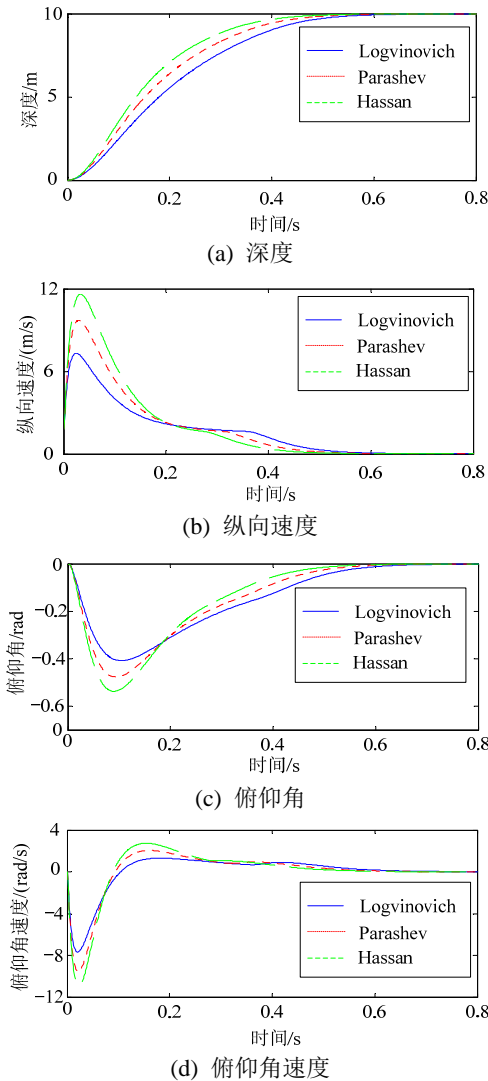 10
5
0
深度/m
Logvinovich
Parashev
Hassan
0 0.2 0.4 0.6 0.8
时间/s
(a) 深度
12
6
0
纵向速度/(m/s)
Logvinovich
Parashev
Hassan
0 0.2 0.4 0.6 0.8
时间/s
(b) 纵向速度
0
−0.2
−0.4
−0.6
0
俯仰角/rad
Logvinovich
Parashev
Hassan
0 0.2 0.4 0.6 0.8
时间/s
(c) 俯仰角
4
0
−4
−8
−12
俯仰角速度/(rad/s)
Logvinovich
Parashev
Hassan
0 0.2 0.4 0.6 0.8
时间/s
(d) 俯仰角速度